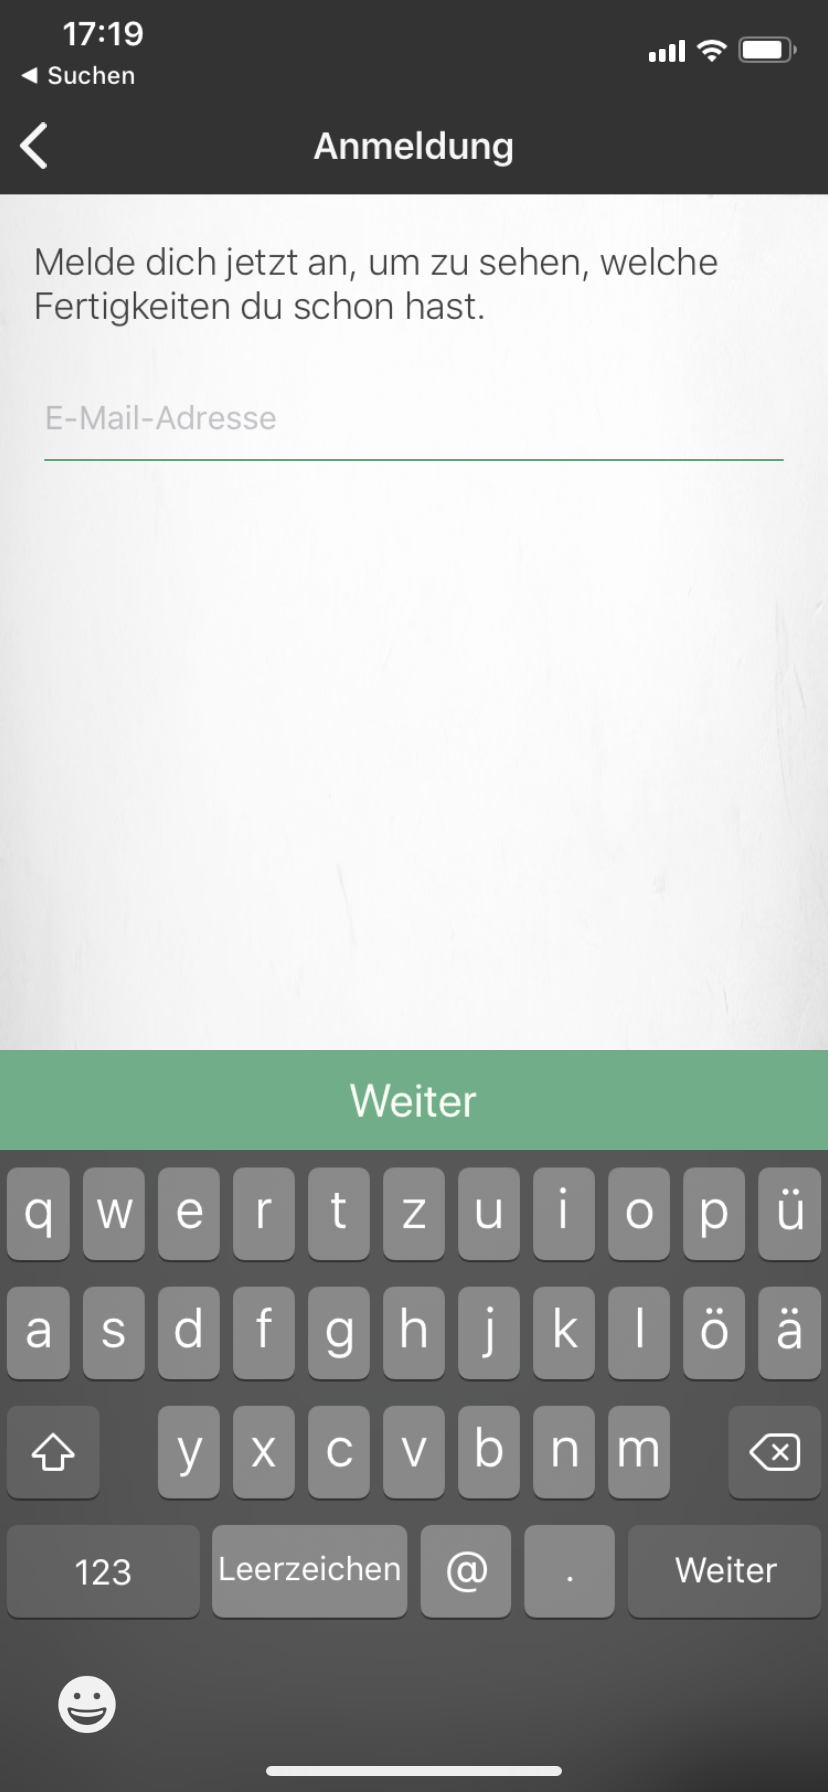 17:19
◀ Suchen
Anmeldung
Melde dich jetzt an, um zu sehen, welche
Fertigkeiten du schon hast.
E-Mail-Adresse
Weiter
q w e r t z u i o p ü
a s d f g h j k l ö ä
y x c v b n m
123 Leerzeichen @ . Weiter